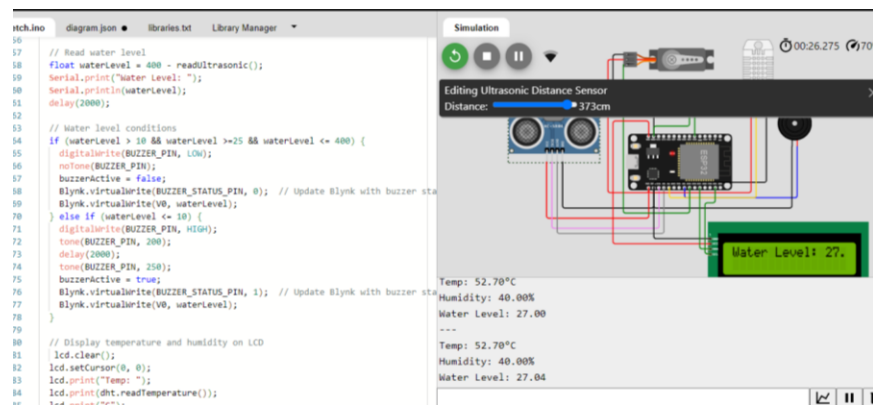 etch.ino
diagram.json ●
libraries.txt
Library Manager
Simulation
56
57 // Read water level
58 float waterLevel = 400 - readUltrasonic();
59 Serial.print("Water Level: ");
60 Serial.println(waterLevel);
61 delay(2000);
62
63 // Water level conditions
64 if (waterLevel > 10 && waterLevel >=25 && waterLevel <= 400) {
65 digitalWrite(BUZZER_PIN, LOW);
66 noTone(BUZZER_PIN);
67 buzzerActive = false;
68 Blynk.virtualWrite(BUZZER_STATUS_PIN, 0); // Update Blynk with buzzer sta
69 Blynk.virtualWrite(V0, waterLevel);
70 } else if (waterLevel <= 10) {
71 digitalWrite(BUZZER_PIN, HIGH);
72 tone(BUZZER_PIN, 200);
73 delay(2000);
74 tone(BUZZER_PIN, 250);
75 buzzerActive = true;
76 Blynk.virtualWrite(BUZZER_STATUS_PIN, 1); // Update Blynk with buzzer sta
77 Blynk.virtualWrite(V0, waterLevel);
78 }
79
80 // Display temperature and humidity on LCD
81 lcd.clear();
82 lcd.setCursor(0, 0);
83 lcd.print("Temp: ");
84 lcd.print(dht.readTemperature());
85 lcd.print("C");
00:26.275
70
Editing Ultrasonic Distance Sensor
Distance: 373cm
ESP32
Water Level: 27.
Temp: 52.70°C
Humidity: 40.00%
Water Level: 27.00
---
Temp: 52.70°C
Humidity: 40.00%
Water Level: 27.04